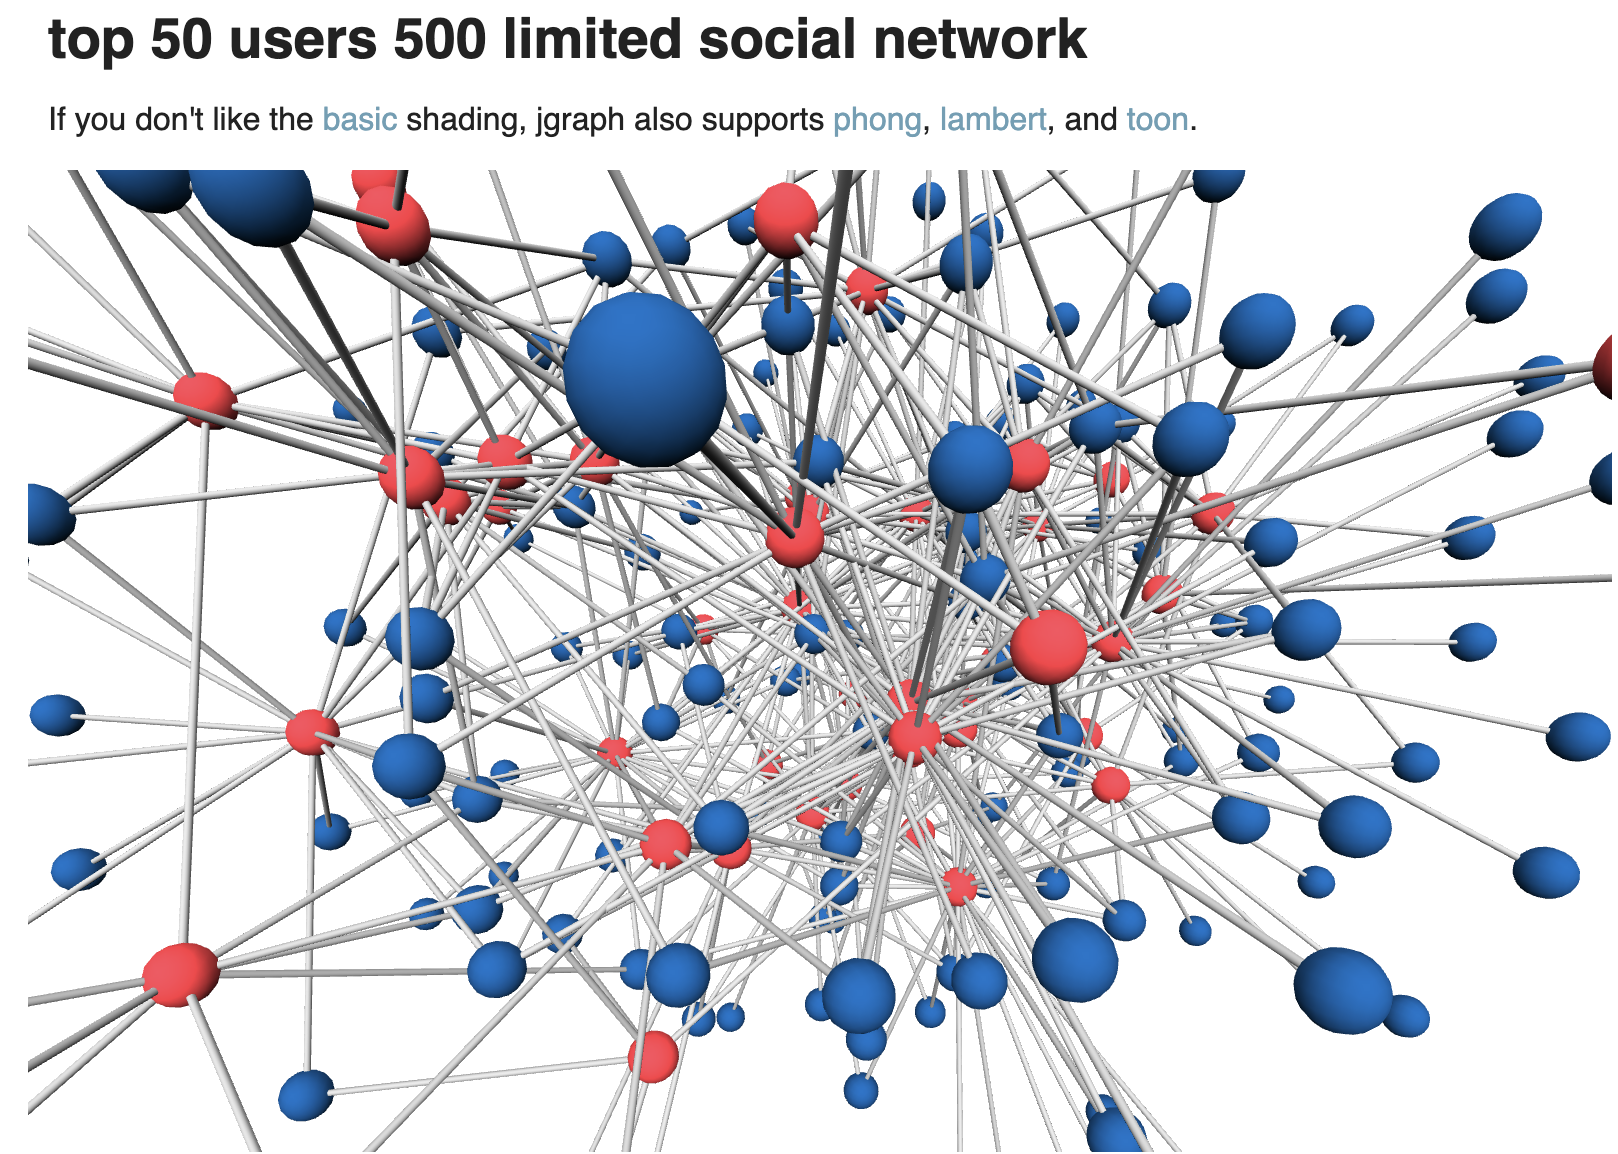 top 50 users 500 limited social network
If you don't like the basic shading, jgraph also supports phong, lambert, and toon.